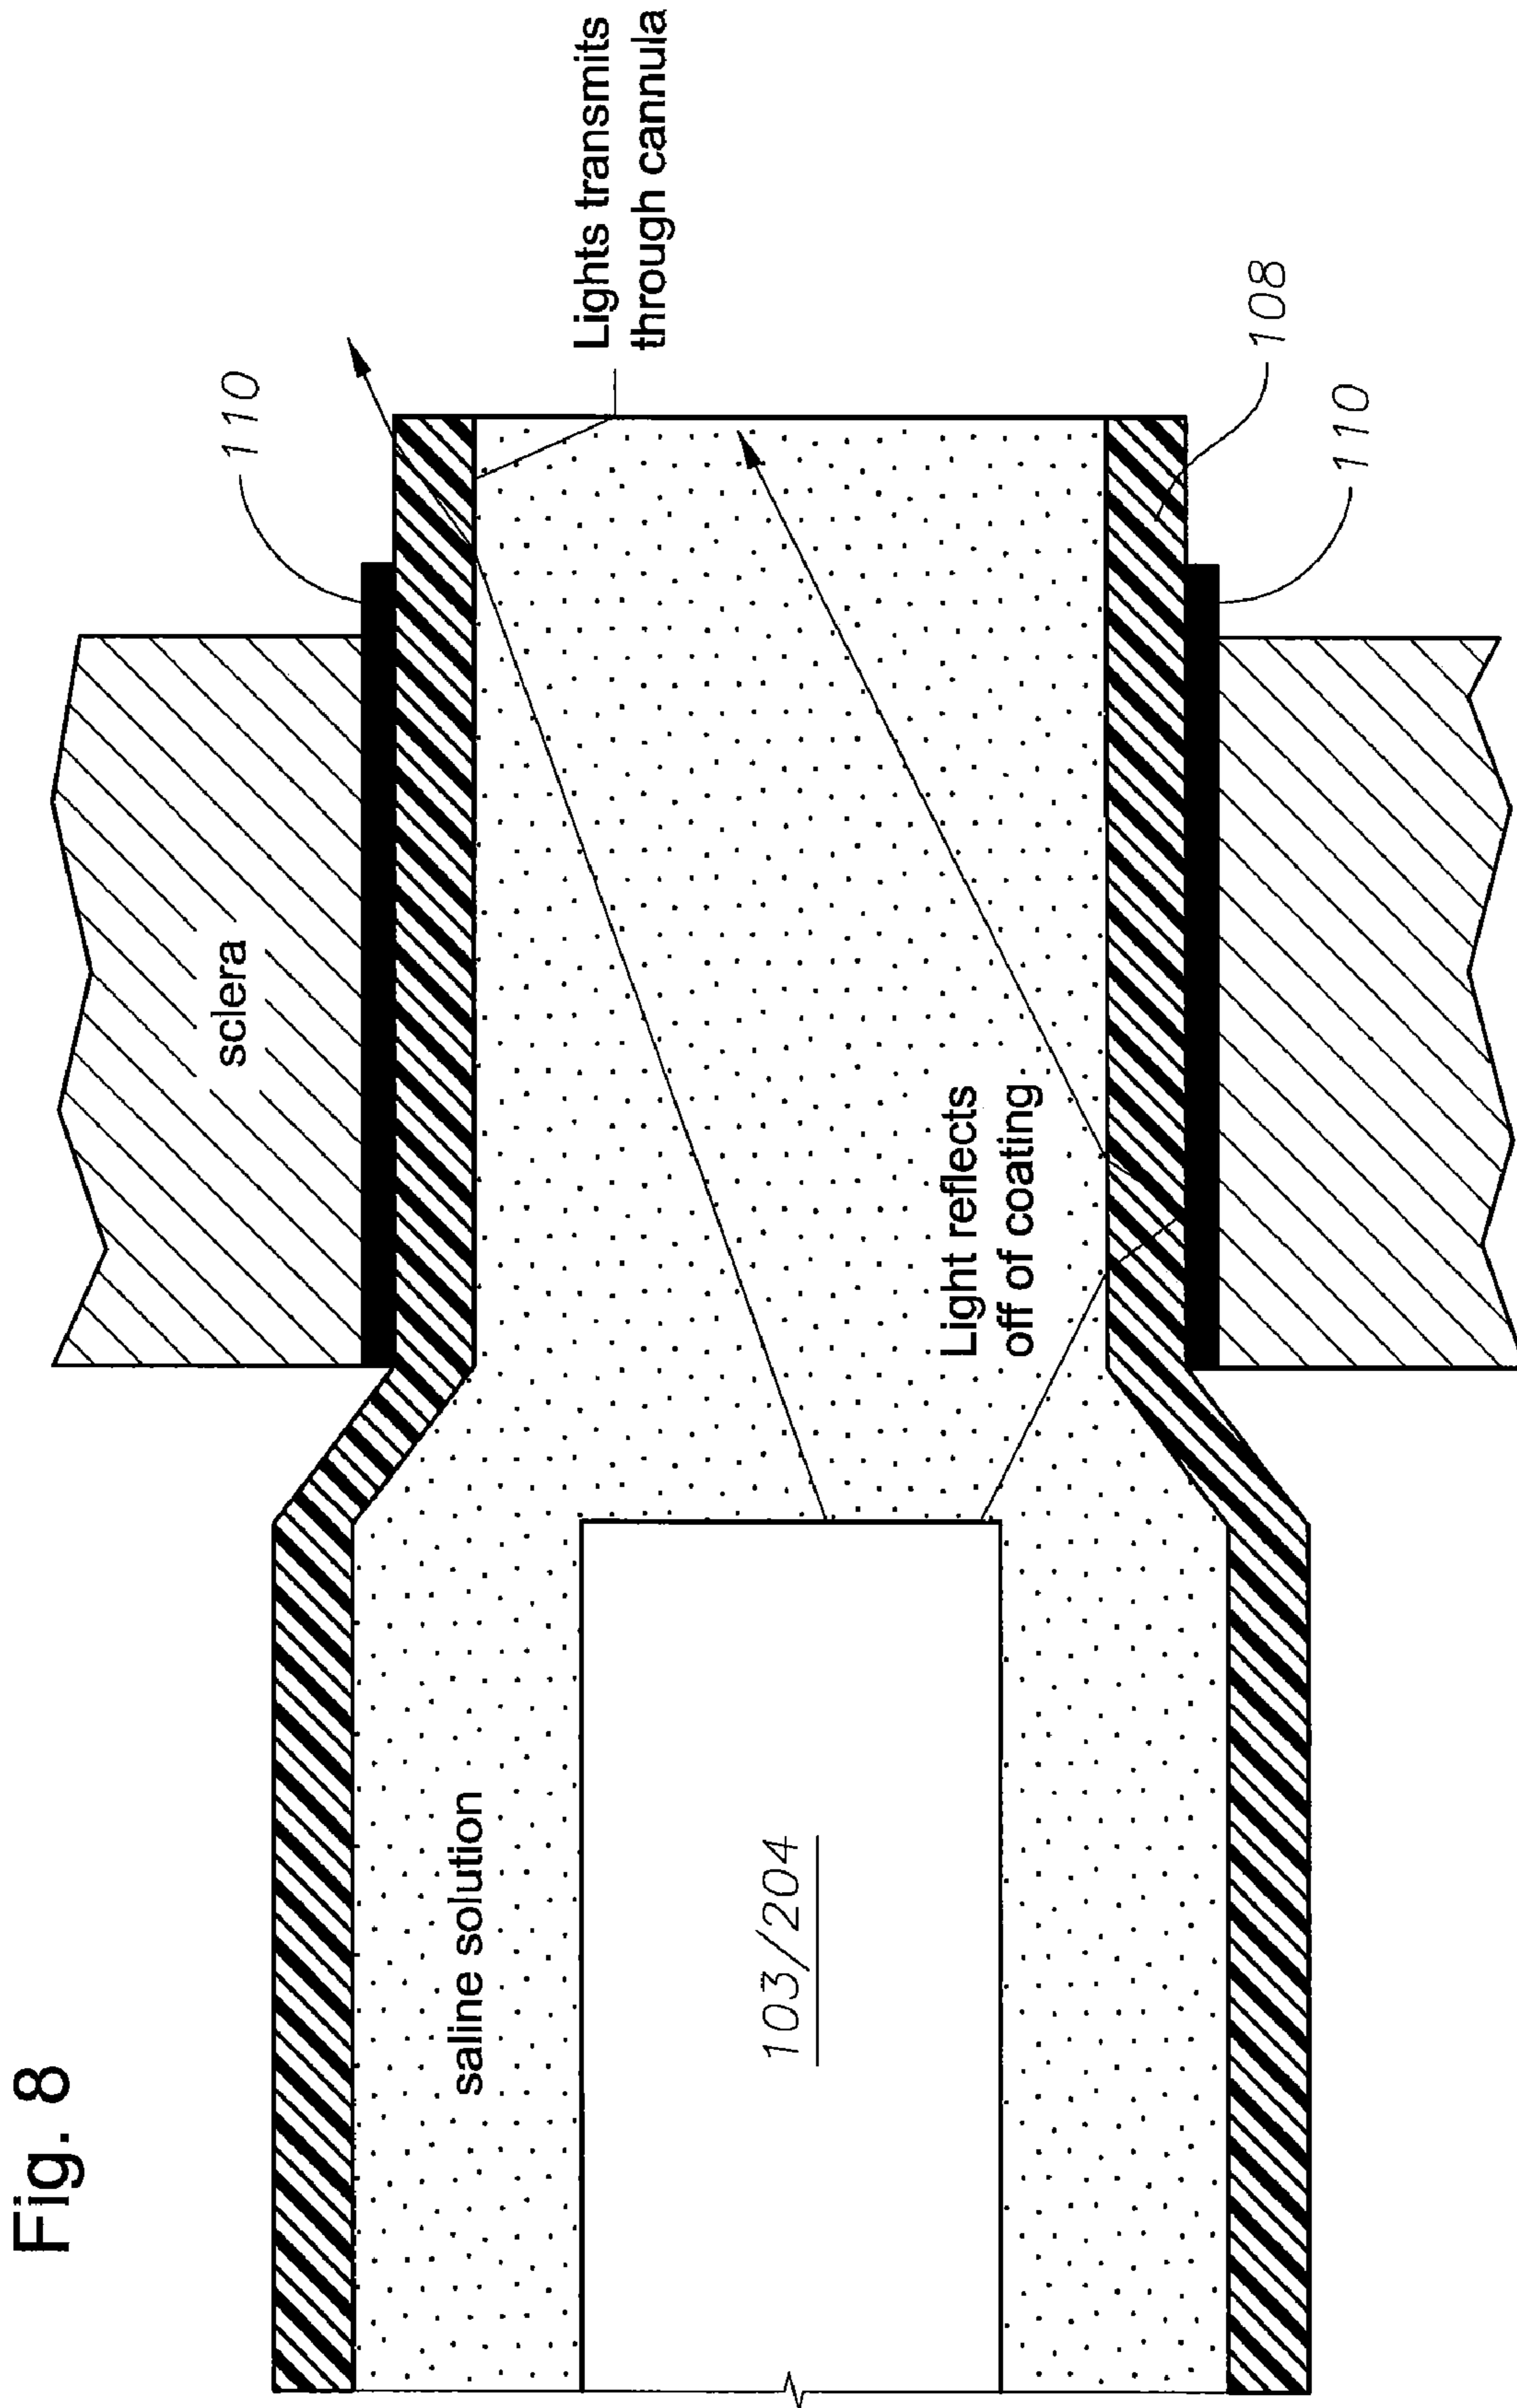 Fig. 8
110
Lights transmits
through cannula
sclera
108
110
Light reflects
off of coating
saline solution
103/204